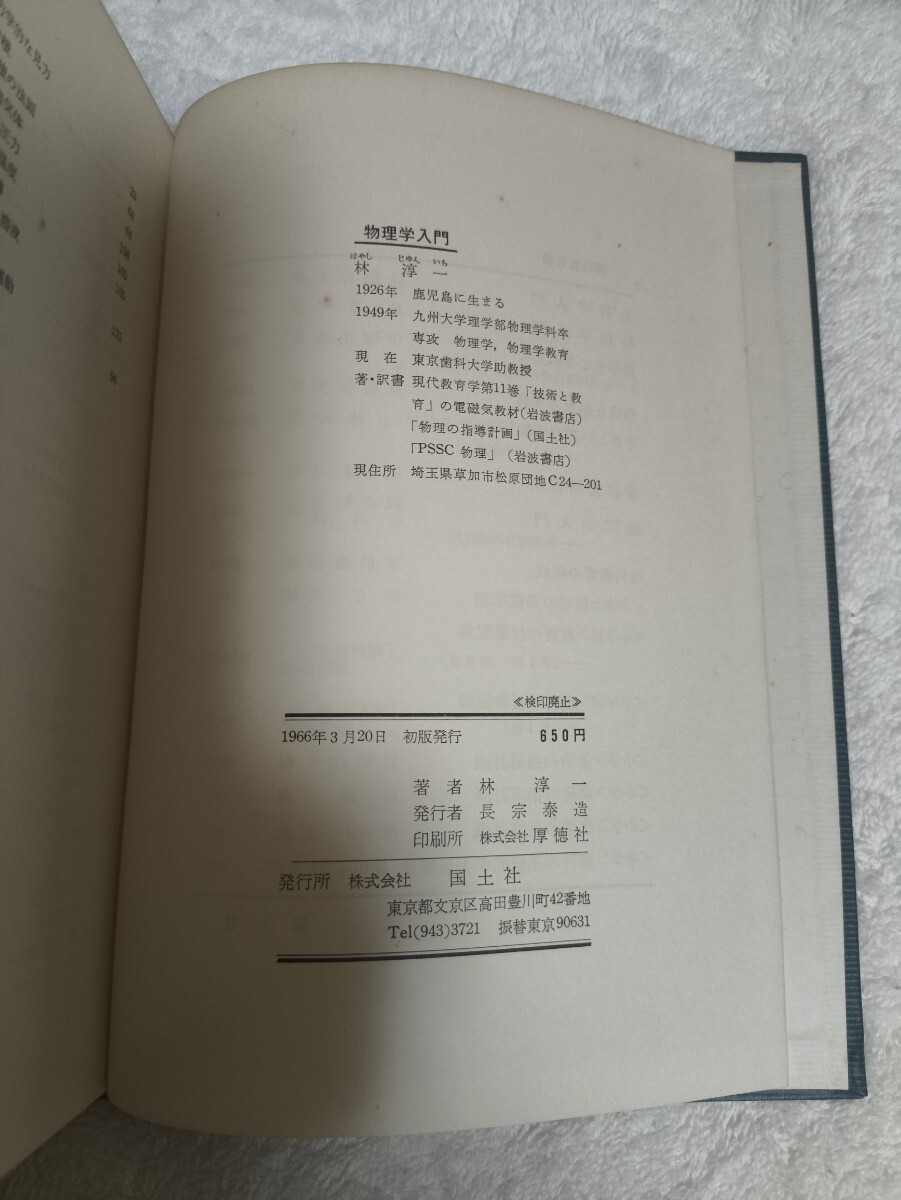 物理学入門
はやし じゆん いち
林 淳一
1926年 鹿児島に生まる
1949年 九州大学理学部物理学科卒
専攻 物理学，物理学教育
現在 東京歯科大学助教授
著・訳書 現代教育学第11巻「技術と教
育」の電磁気教材(岩波書店)
「物理の指導計画」(国土社)
「PSSC 物理」(岩波書店)
現住所 埼玉県草加市松原団地C24―201
≪検印廃止≫
1966年3月20日 初版発行 650円
著者 林淳一
発行者 長宗泰造
印刷所 株式会社 厚徳社
発行所 株式会社 国土社
東京都文京区高田豊川町42番地
Tel(943)3721 振替東京90631